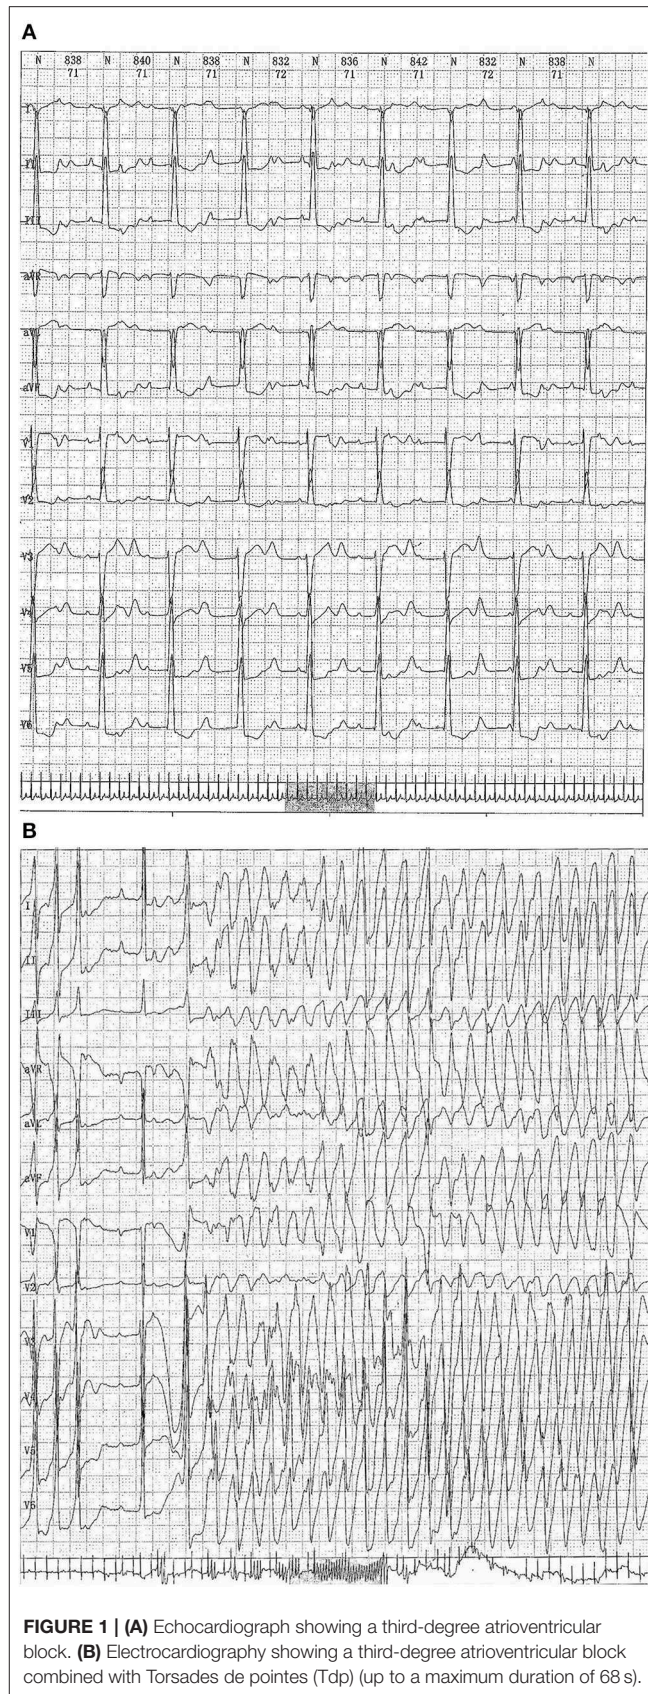 A
N 838 N 840 N 838 N 832 N 836 N 842 N 832 N 838 N
71 71 71 72 71 71 72 71
II
III
aVR
aVF
V1
V2
V3
V5
V6
B
I
II
III
aVR
aVL
aVF
V1
V2
V3
V4
V5
V6
FIGURE 1 | (A) Echocardiograph showing a third-degree atrioventricular
block. (B) Electrocardiography showing a third-degree atrioventricular block
combined with Torsades de pointes (Tdp) (up to a maximum duration of 68 s).